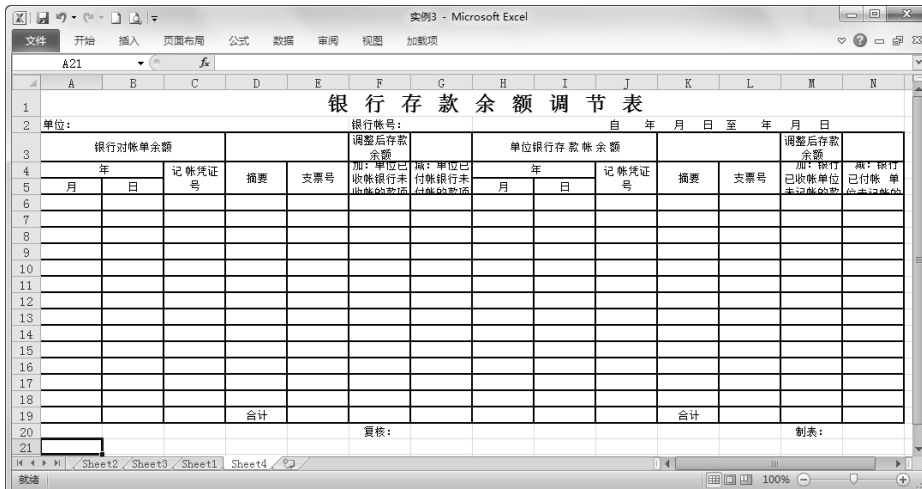 实例3 - Microsoft Excel
文件 开始 插入 页面布局 公式 数据 审阅 视图 加载项
A21 fx
A B C D E F G H I J K L M N
1 银 行 存 款 余 额 调 节 表
2 单位: 银行帐号: 自 年 月 日 至 年 月 日
3 银行对帐单余额 调整后存款余额 单位银行存 款 帐 余 额 调整后存款余额
4 年 记 帐凭证号 摘要 支票号 加: 单位已收帐银行未收帐的款项 减: 单位已付帐银行未付帐的款项 年 记 帐凭证号 摘要 支票号 加: 银行已收帐单位未记帐的款 减: 银行已付帐 单位未记帐的
5 月 日 月 日
6
7
8
9
10
11
12
13
14
15
16
17
18
19 合计 合计
20 复核: 制表:
21
Sheet2 Sheet3 Sheet1 Sheet4
就绪 100%